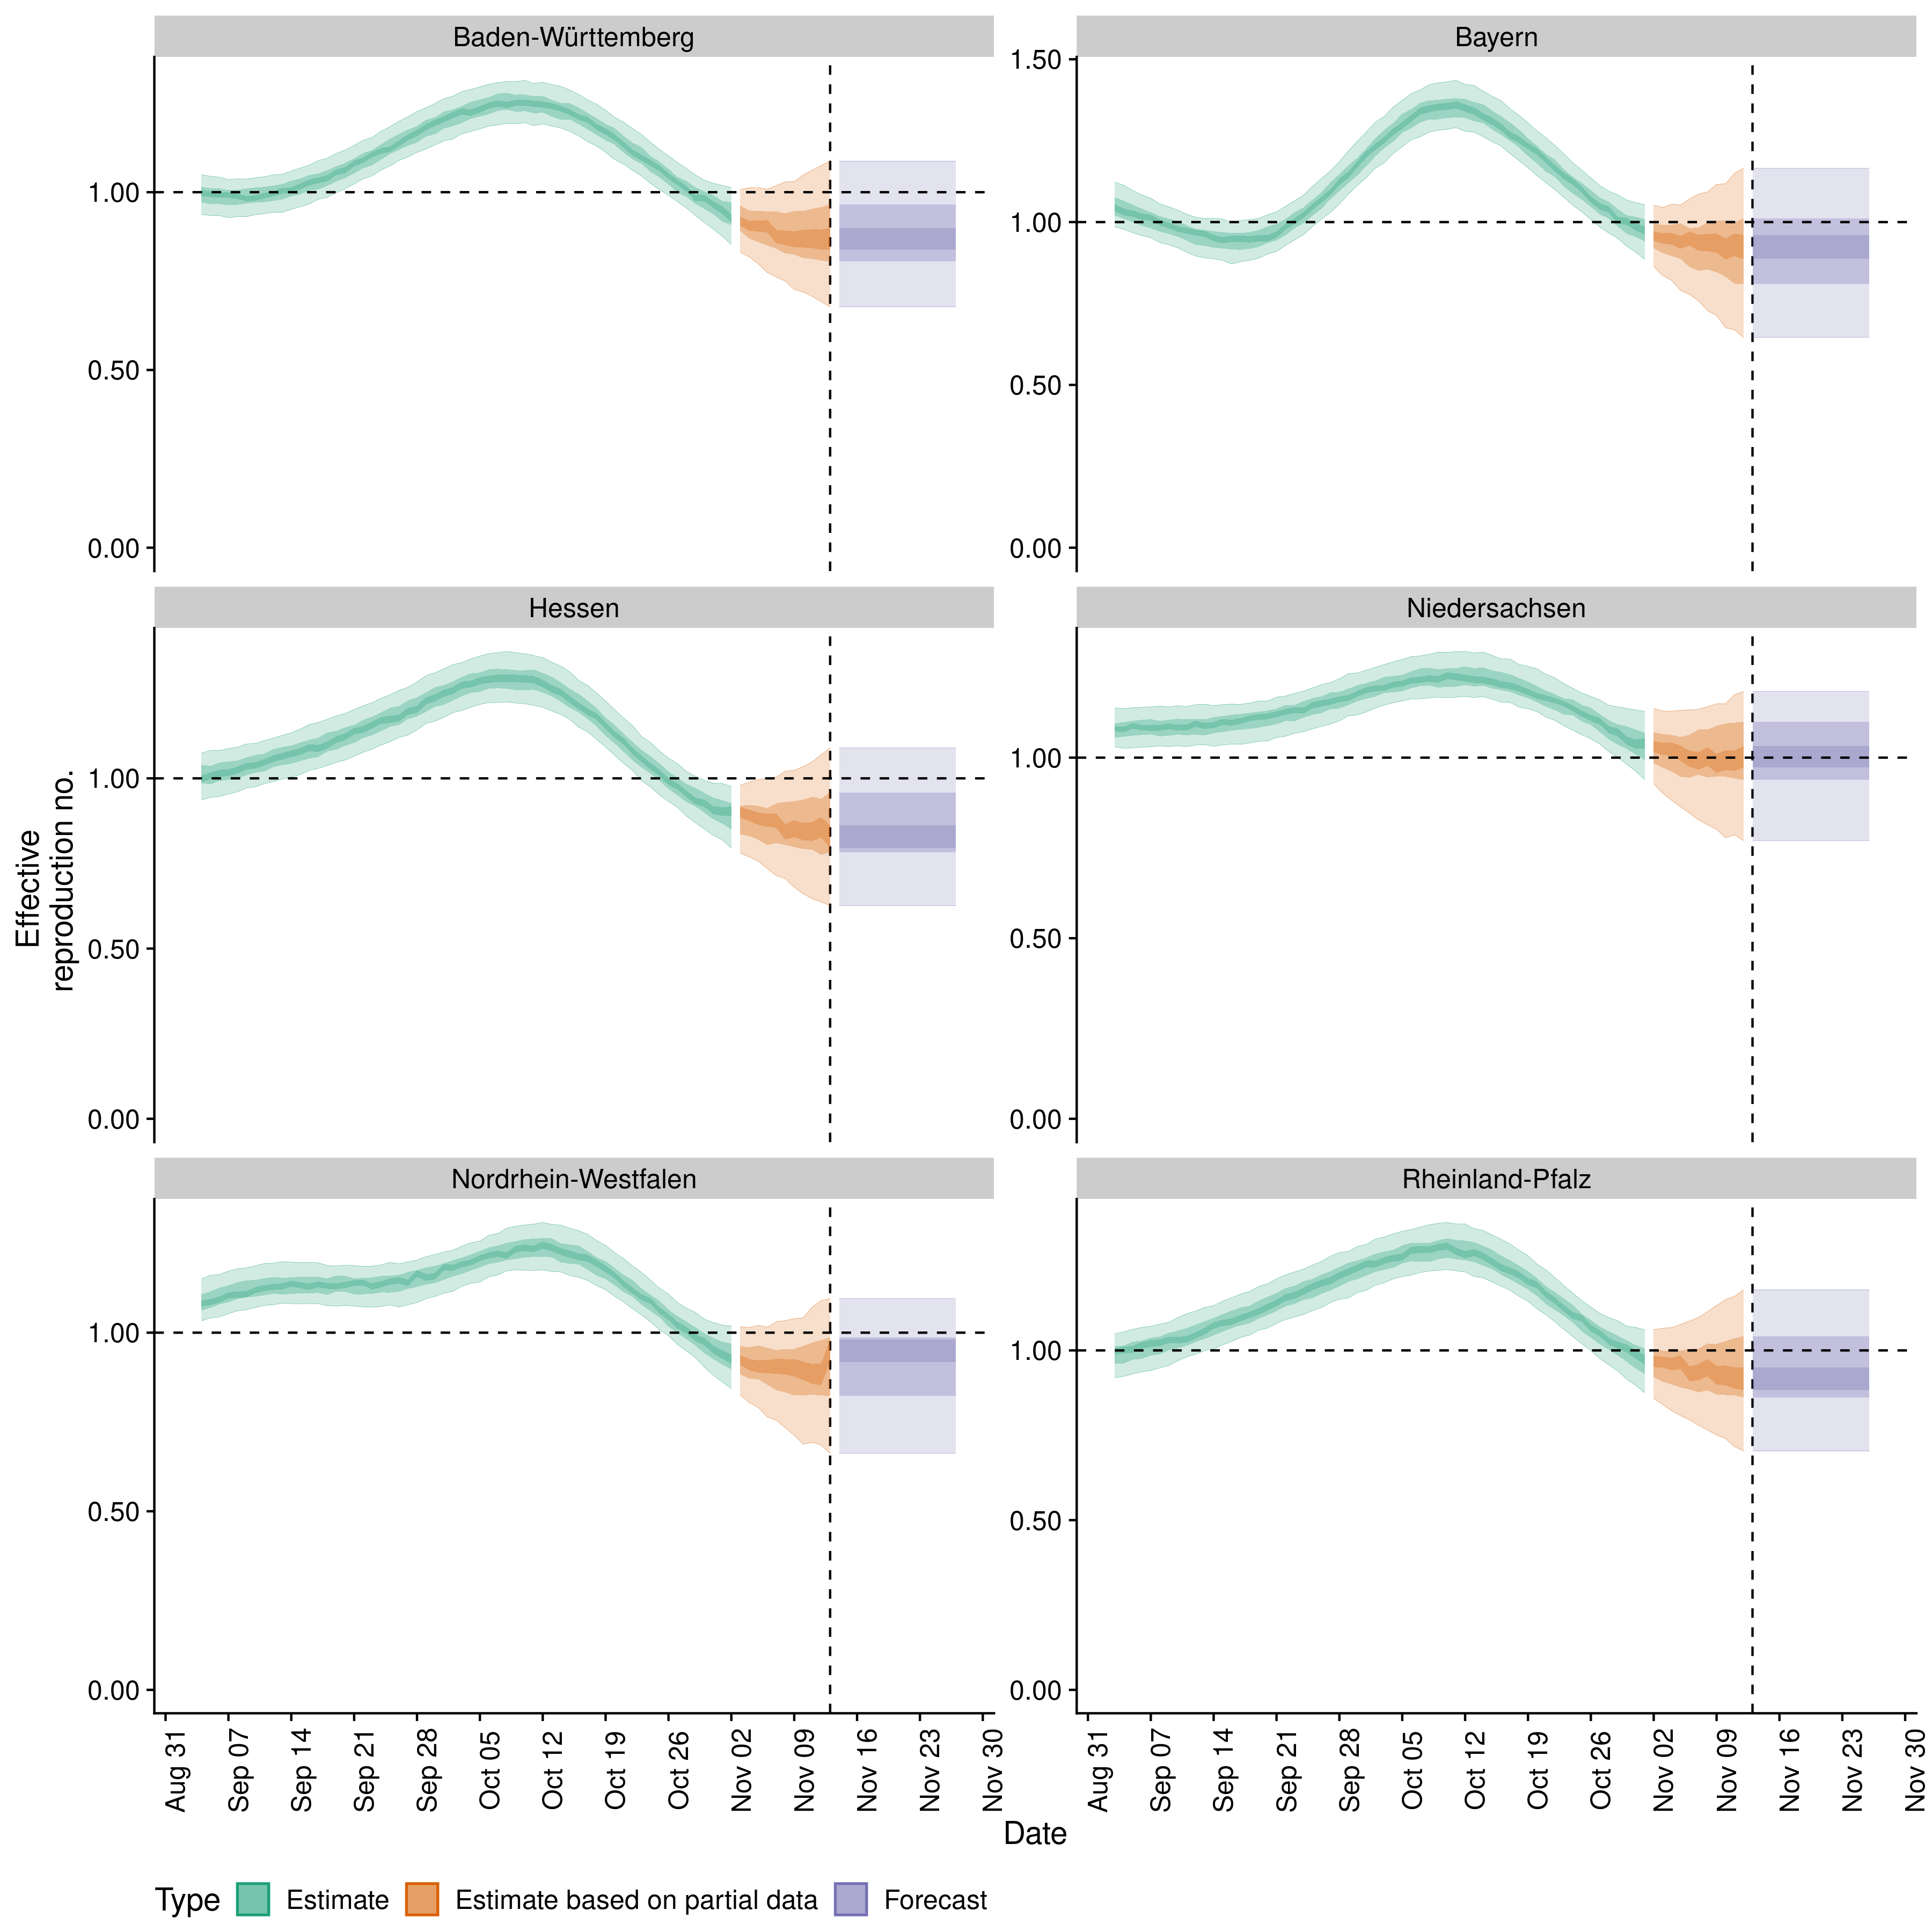 Baden-Württemberg
Bayern
1.00
0.50
0.00
1.50
1.00
0.50
0.00
Hessen
Niedersachsen
1.00
0.50
0.00
1.00
0.50
0.00
Effective
reproduction no.
Nordrhein-Westfalen
Rheinland-Pfalz
1.00
0.50
0.00
1.00
0.50
0.00
Aug 31
Sep 07
Sep 14
Sep 21
Sep 28
Oct 05
Oct 12
Oct 19
Oct 26
Nov 02
Nov 09
Nov 16
Nov 23
Nov 30
Aug 31
Sep 07
Sep 14
Sep 21
Sep 28
Oct 05
Oct 12
Oct 19
Oct 26
Nov 02
Nov 09
Nov 16
Nov 23
Nov 30
Date
Type Estimate Estimate based on partial data Forecast